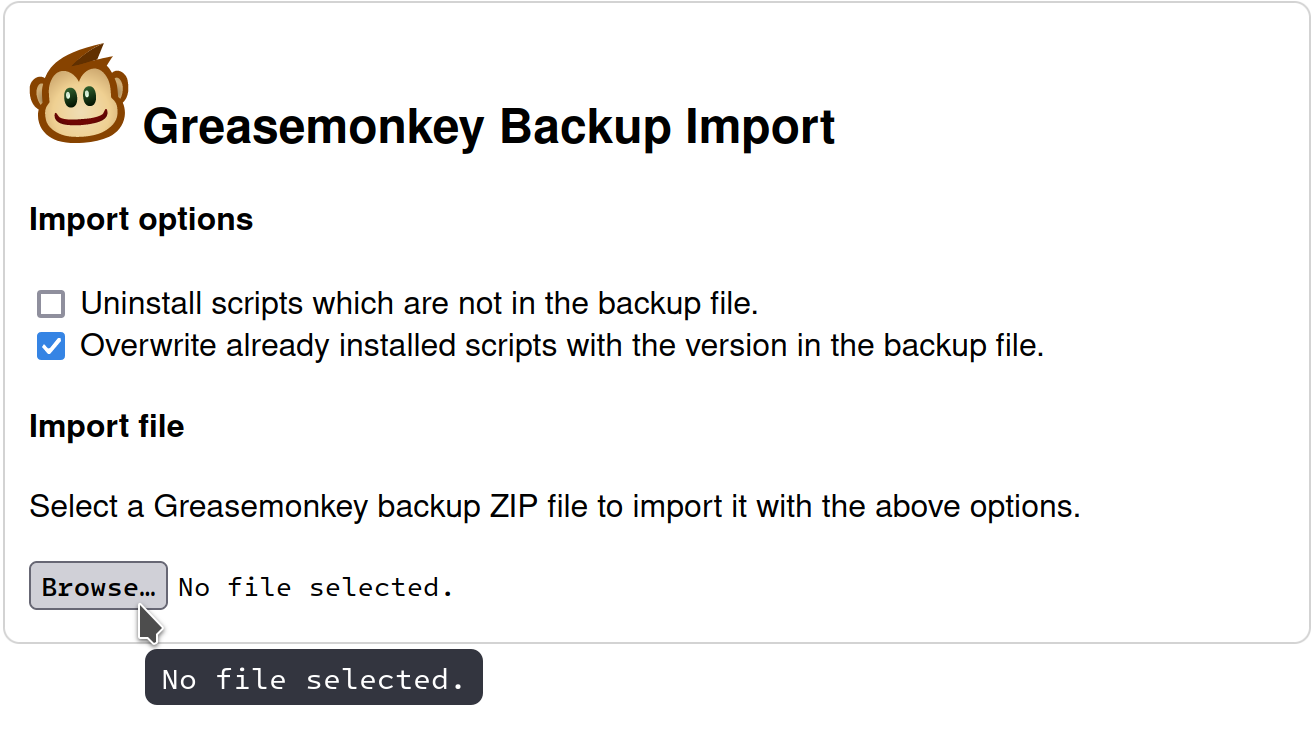 Greasemonkey Backup Import
Import options
Uninstall scripts which are not in the backup file.
Overwrite already installed scripts with the version in the backup file.
Import file
Select a Greasemonkey backup ZIP file to import it with the above options.
Browse… No file selected.
No file selected.